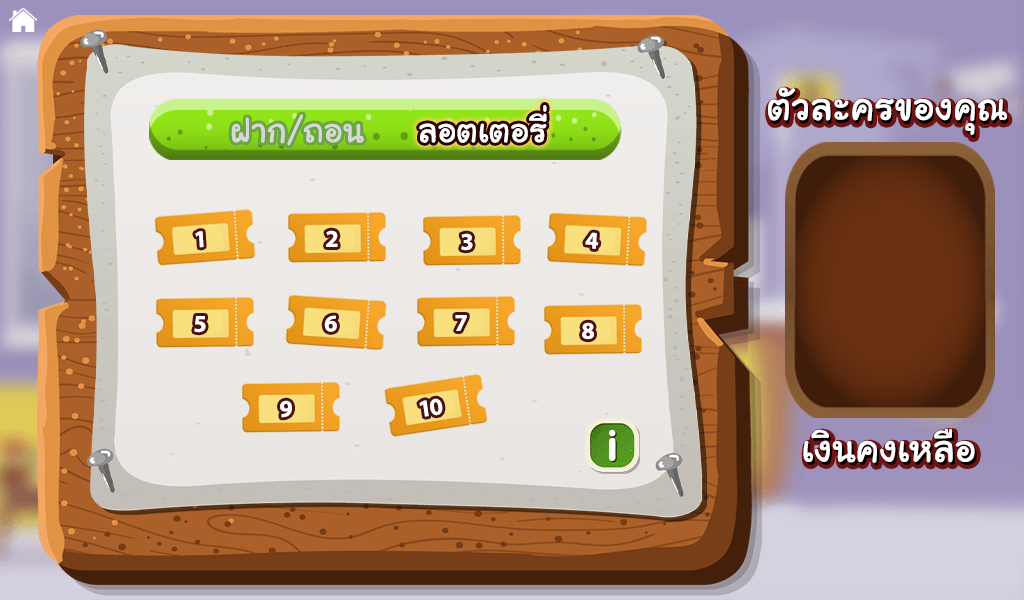 ฝาก/ถอน ลอตเตอรี่
ตัวละครของคุณ
1 2 3 4
5 6 7 8
9 10
i
เงินคงเหลือ